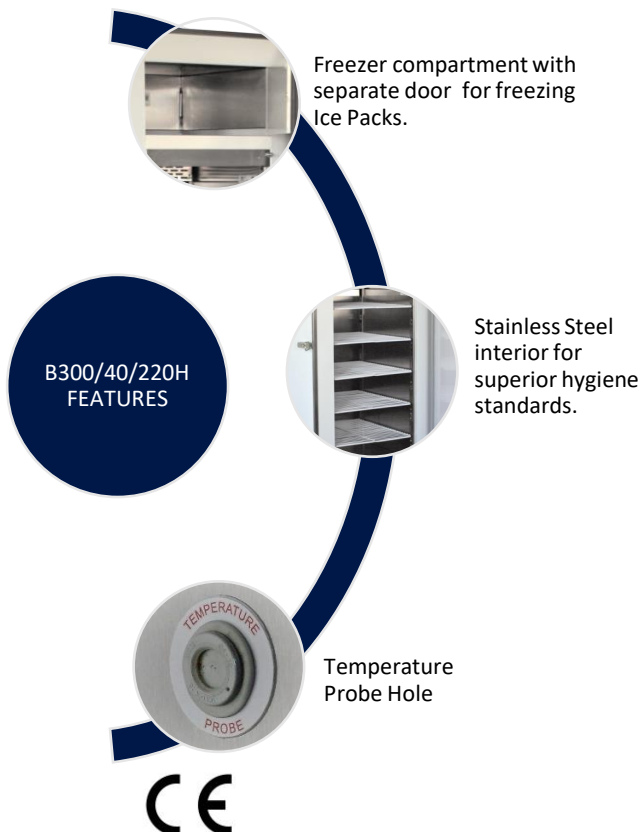 Freezer compartment with
separate door for freezing
Ice Packs.
B300/40/220H
FEATURES
Stainless Steel
interior for
superior hygiene
standards.
TEMPERATURE
PROBE
Temperature
Probe Hole
CE